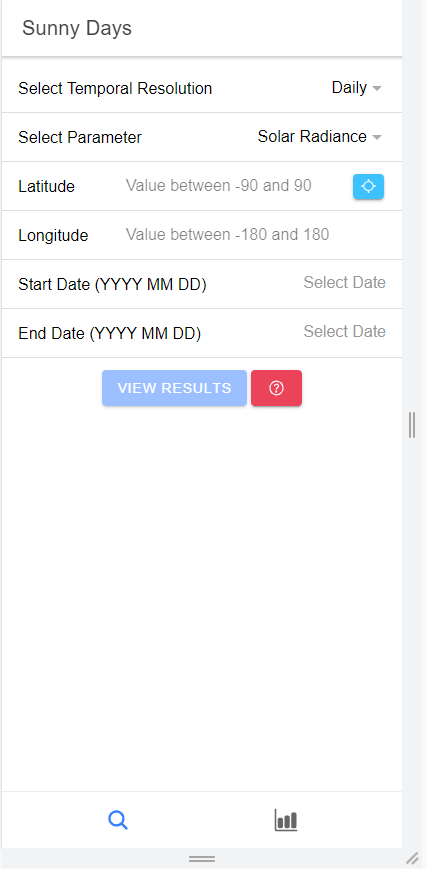 Sunny Days
Select Temporal Resolution Daily
Select Parameter Solar Radiance
Latitude Value between -90 and 90
Longitude Value between -180 and 180
Start Date (YYYY MM DD) Select Date
End Date (YYYY MM DD) Select Date
VIEW RESULTS ?